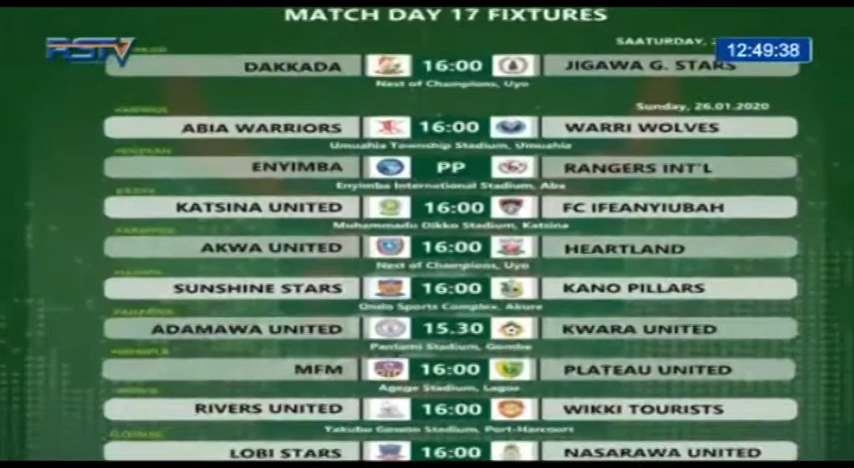 MATCH DAY 17 FIXTURES
RSTV
12:49:38
DAKKADA 16:00 JIGAWA G. STARS
Nest of Champions, Uyo
Sunday, 26.01.2020
ABIA WARRIORS 16:00 WARRI WOLVES
Umuahia Township Stadium, Umuahia
ENYIMBA PP RANGERS INT'L
Enyimba International Stadium, Aba
KATSINA UNITED 16:00 FC IFEANYIUBAH
Muhammadu Dikko Stadium, Katsina
AKWA UNITED 16:00 HEARTLAND
Nest of Champions, Uyo
SUNSHINE STARS 16:00 KANO PILLARS
Ondo Sports Complex, Akure
ADAMAWA UNITED 15.30 KWARA UNITED
Pantami Stadium, Gombe
MFM 16:00 PLATEAU UNITED
Agege Stadium, Lagos
RIVERS UNITED 16:00 WIKKI TOURISTS
Yakubu Gowon Stadium, Port-Harcourt
LOBI STARS 16:00 NASARAWA UNITED
SAATURDAY,